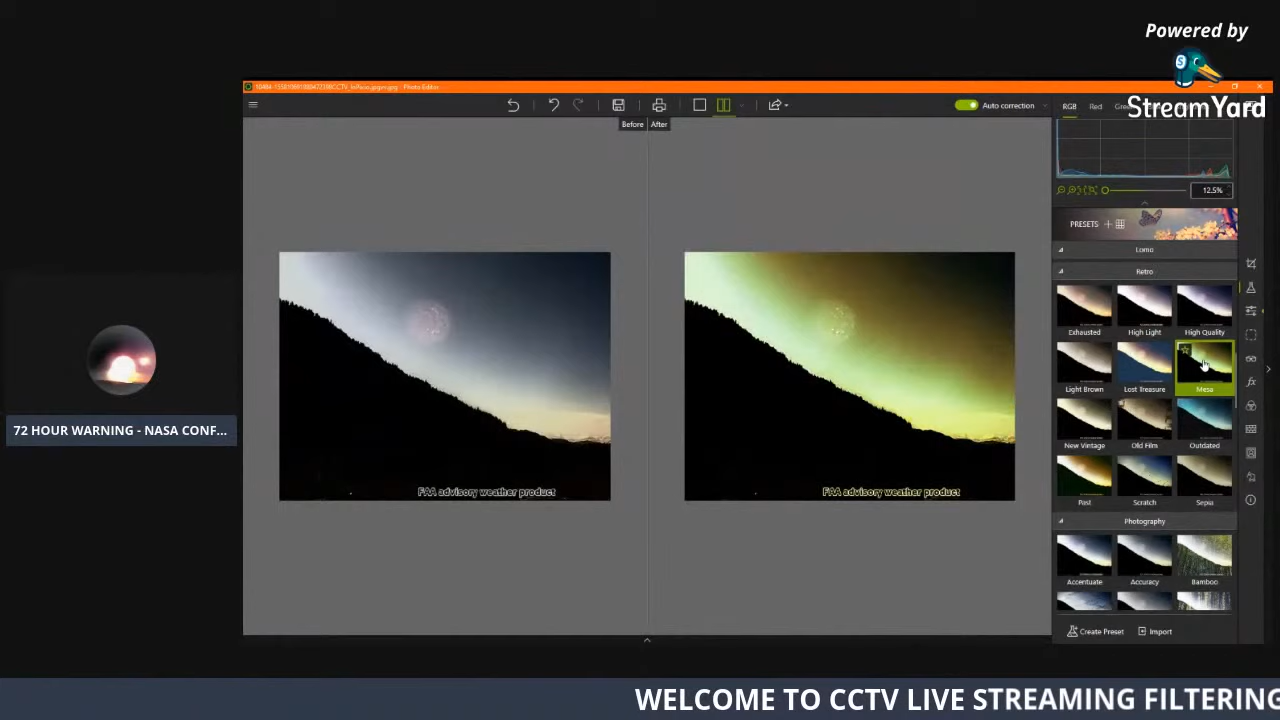 Powered by
StreamYard
Photo Editor
Auto correction
RGB
Red
Before
After
12.5%
PRESETS
Lomo
Retro
Exhausted
High Light
High Quality
Light Brown
Lost Treasure
Mesa
New Vintage
Old Film
Outdated
Past
Scratch
Sepia
Photography
Accentuate
Accuracy
Bamboo
Create Preset
Import
FAA advisory weather product
FAA advisory weather product
72 HOUR WARNING - NASA CONF...
WELCOME TO CCTV LIVE STREAMING FILTERING